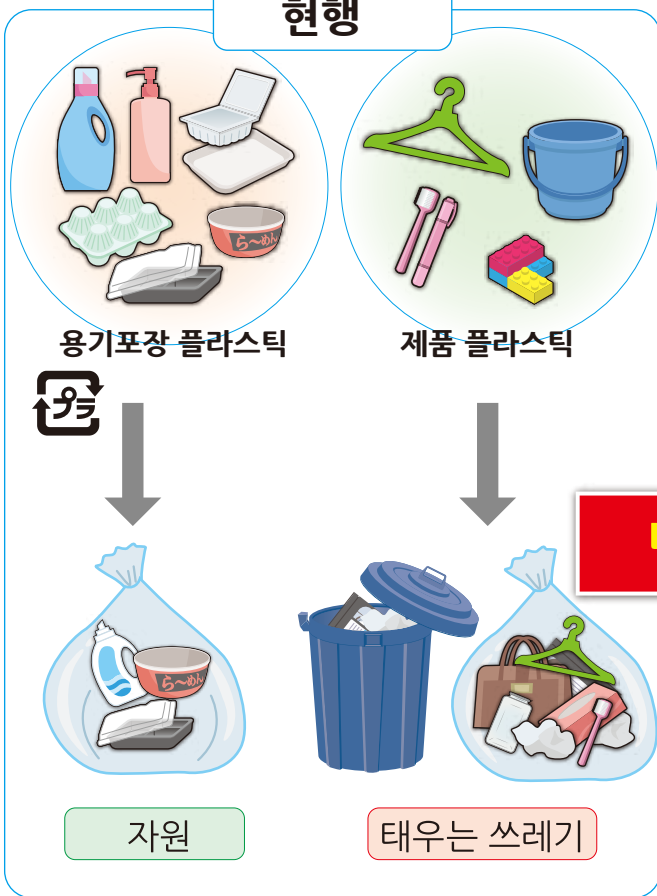 현행
ら〜めん
용기포장 플라스틱
제품 플라스틱
プラ
ら〜めん
자원
태우는 쓰레기